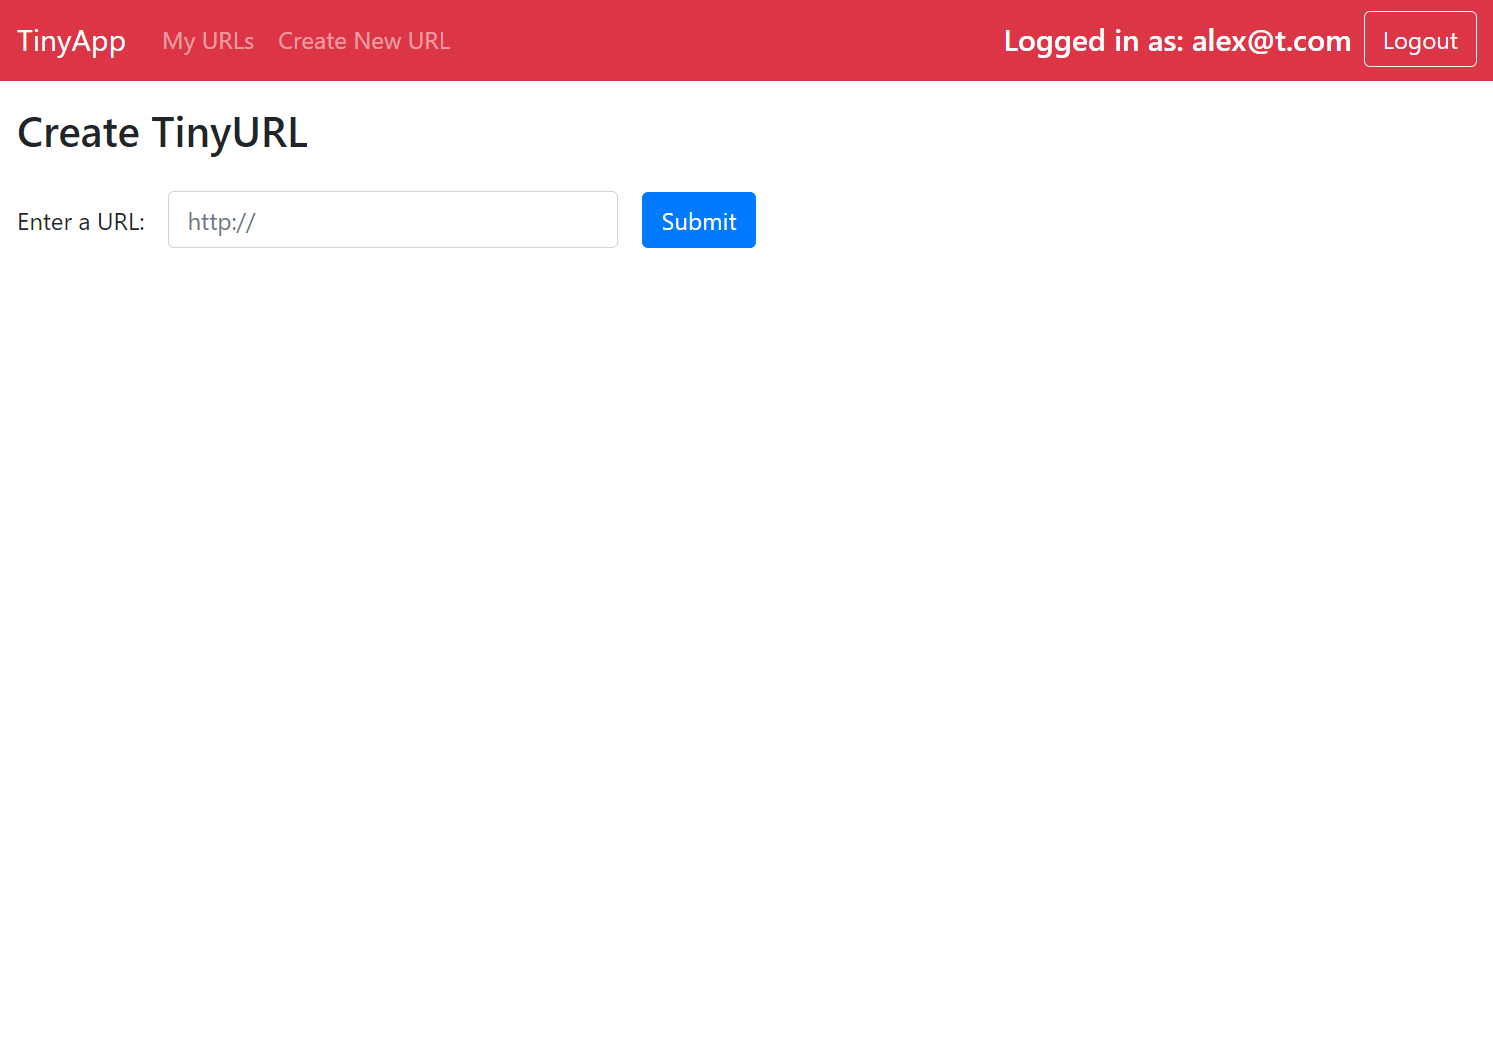 TinyApp My URLs Create New URL Logged in as: alex@t.com Logout
Create TinyURL
Enter a URL: http:// Submit